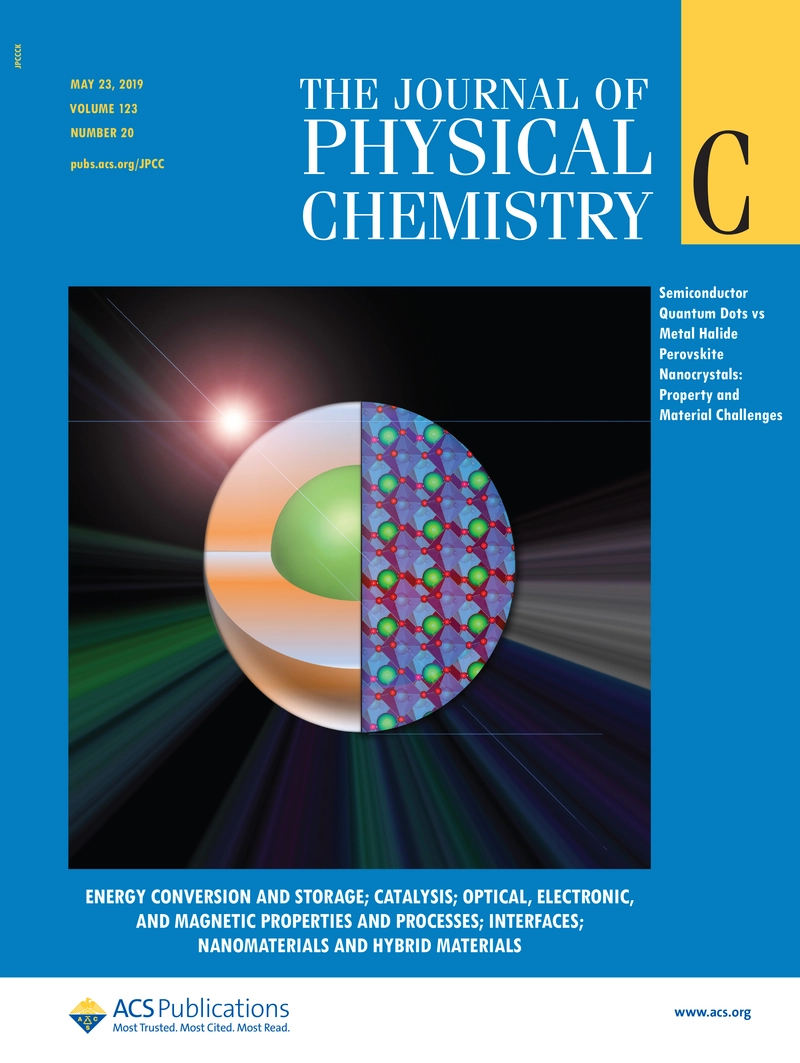 JPCCCK
MAY 23, 2019
VOLUME 123
NUMBER 20
pubs.acs.org/JPCC
THE JOURNAL OF
PHYSICAL
CHEMISTRY
C
Semiconductor
Quantum Dots vs
Metal Halide
Perovskite
Nanocrystals:
Property and
Material Challenges
ENERGY CONVERSION AND STORAGE; CATALYSIS; OPTICAL, ELECTRONIC,
AND MAGNETIC PROPERTIES AND PROCESSES; INTERFACES;
NANOMATERIALS AND HYBRID MATERIALS
A C S
ACS Publications
Most Trusted. Most Cited. Most Read.
www.acs.org